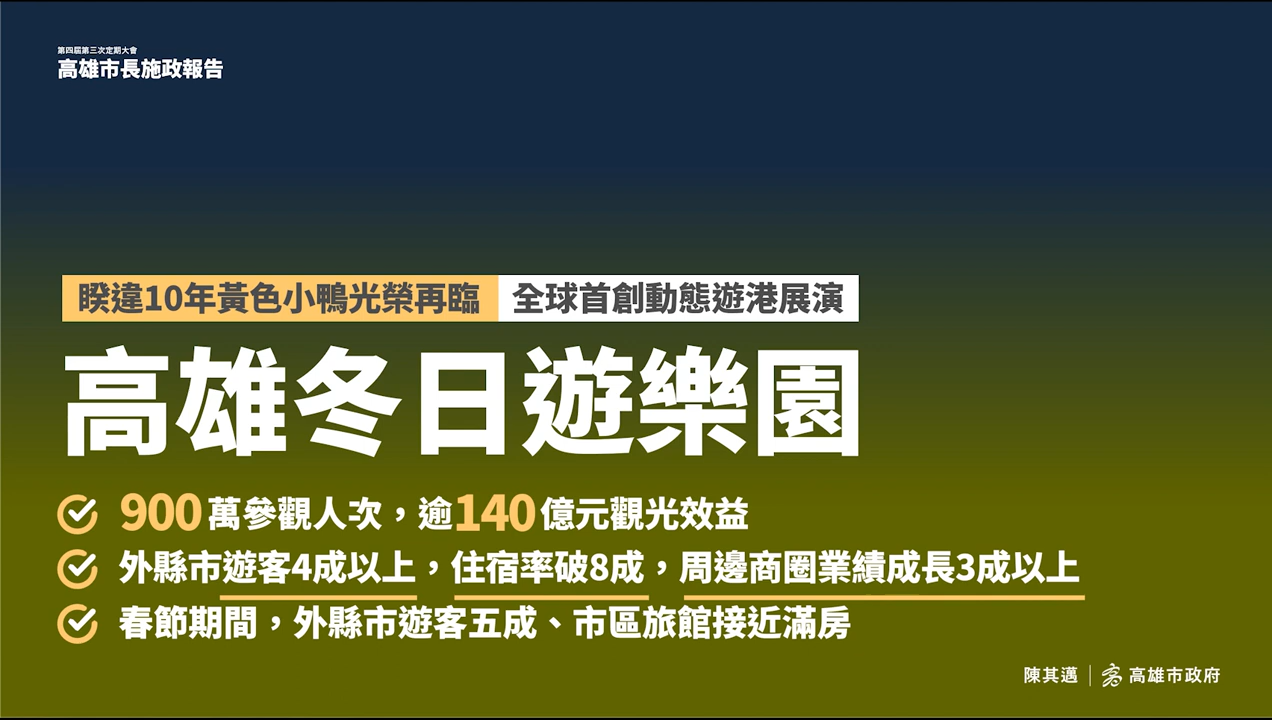 第四屆第三次定期大會
高雄市長施政報告
睽違10年黃色小鴨光榮再臨 全球首創動態遊港展演
高雄冬日遊樂園
900萬參觀人次，逾140億元觀光效益
外縣市遊客4成以上，住宿率破8成，周邊商圈業績成長3成以上
春節期間，外縣市遊客五成、市區旅館接近滿房
陳其邁 | 高雄市政府